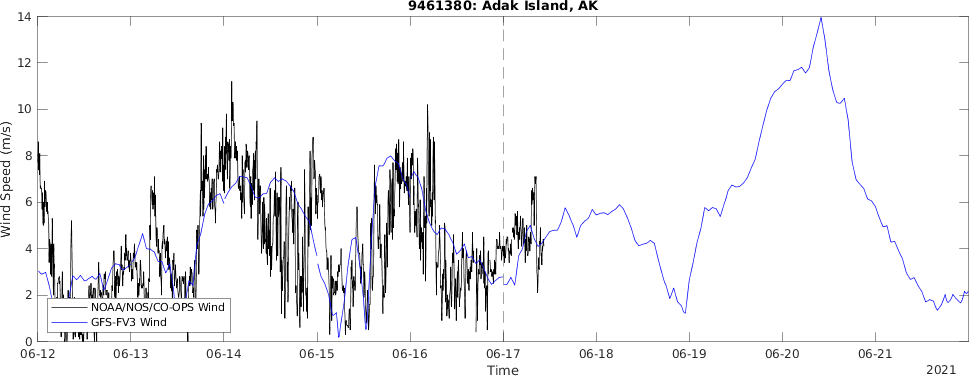 9461380: Adak Island, AK
Wind Speed (m/s)
14
12
10
8
6
4
2
0
NOAA/NOS/CO-OPS Wind
GFS-FV3 Wind
06-12 06-13 06-14 06-15 06-16 06-17 06-18 06-19 06-20 06-21
Time
2021